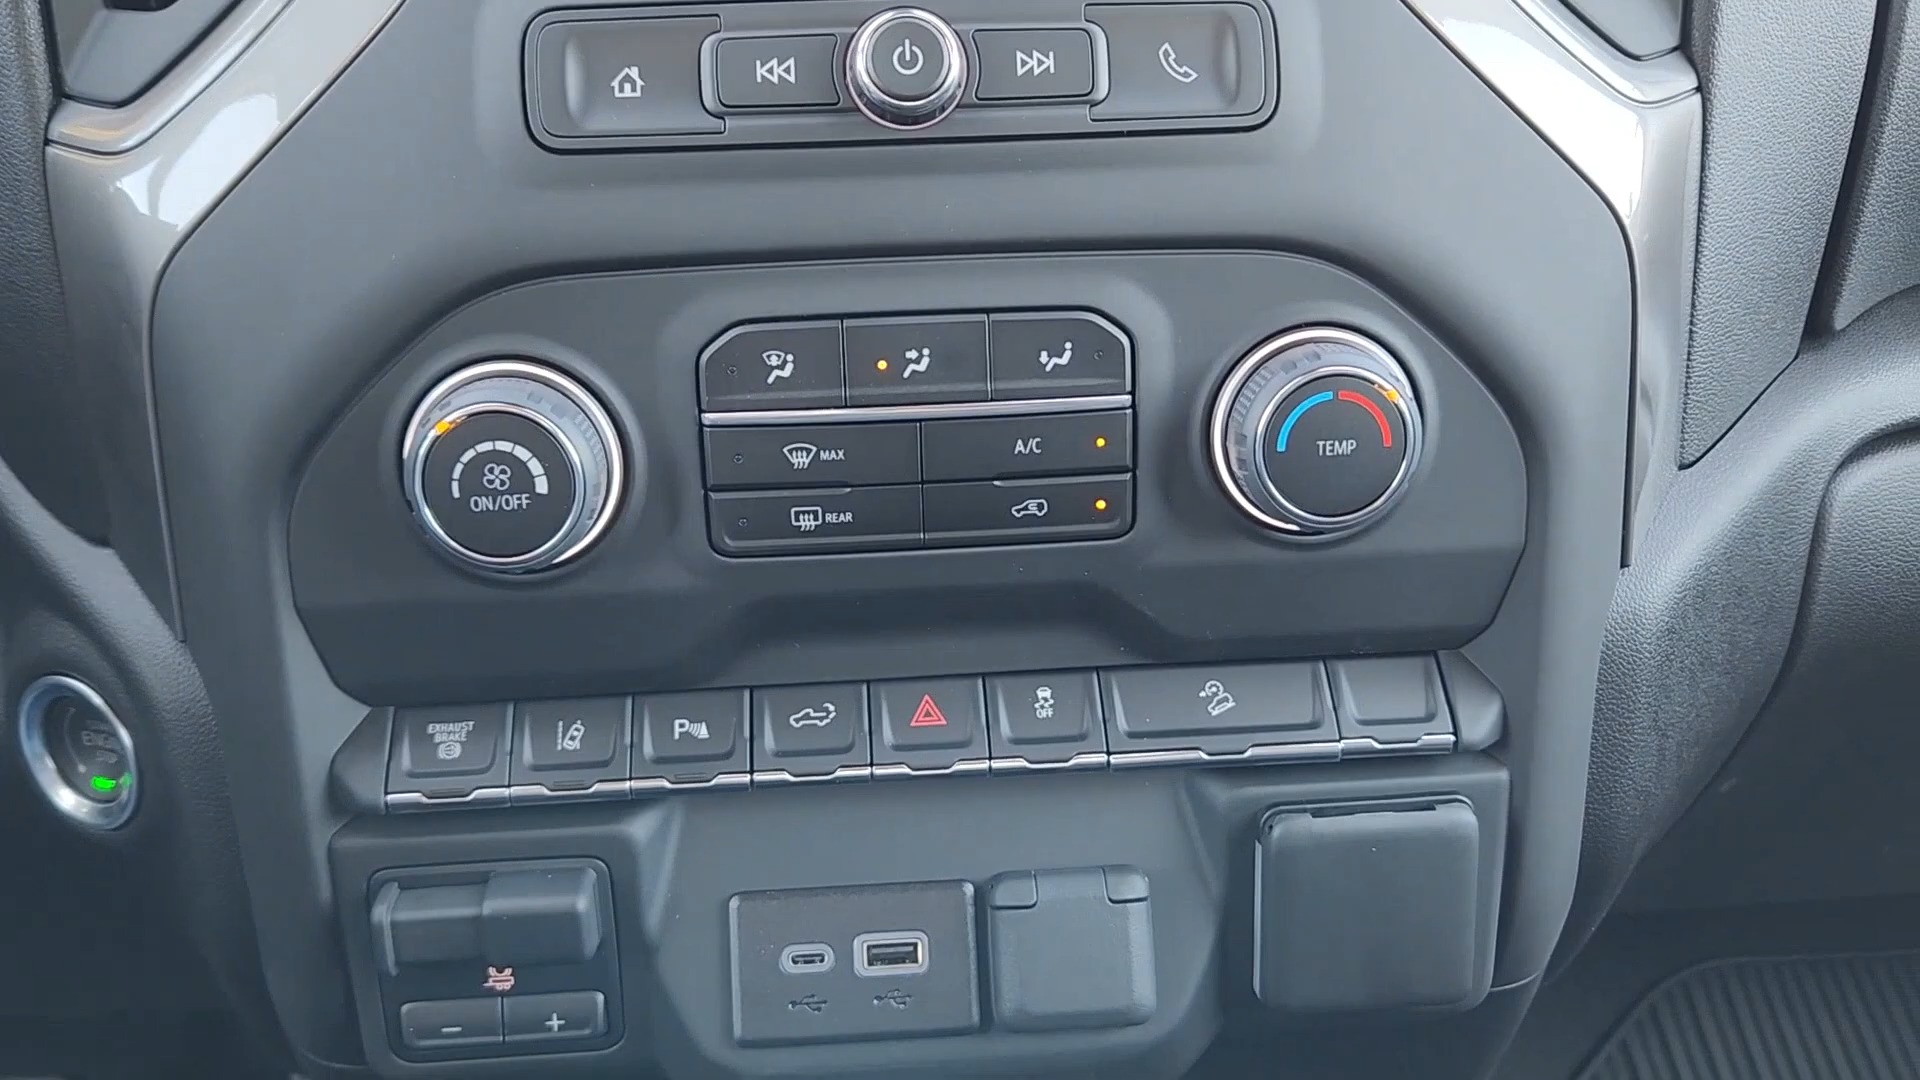 ON/OFF
MAX
A/C
REAR
TEMP
EXHAUST
BRAKE
P
OFF
- +